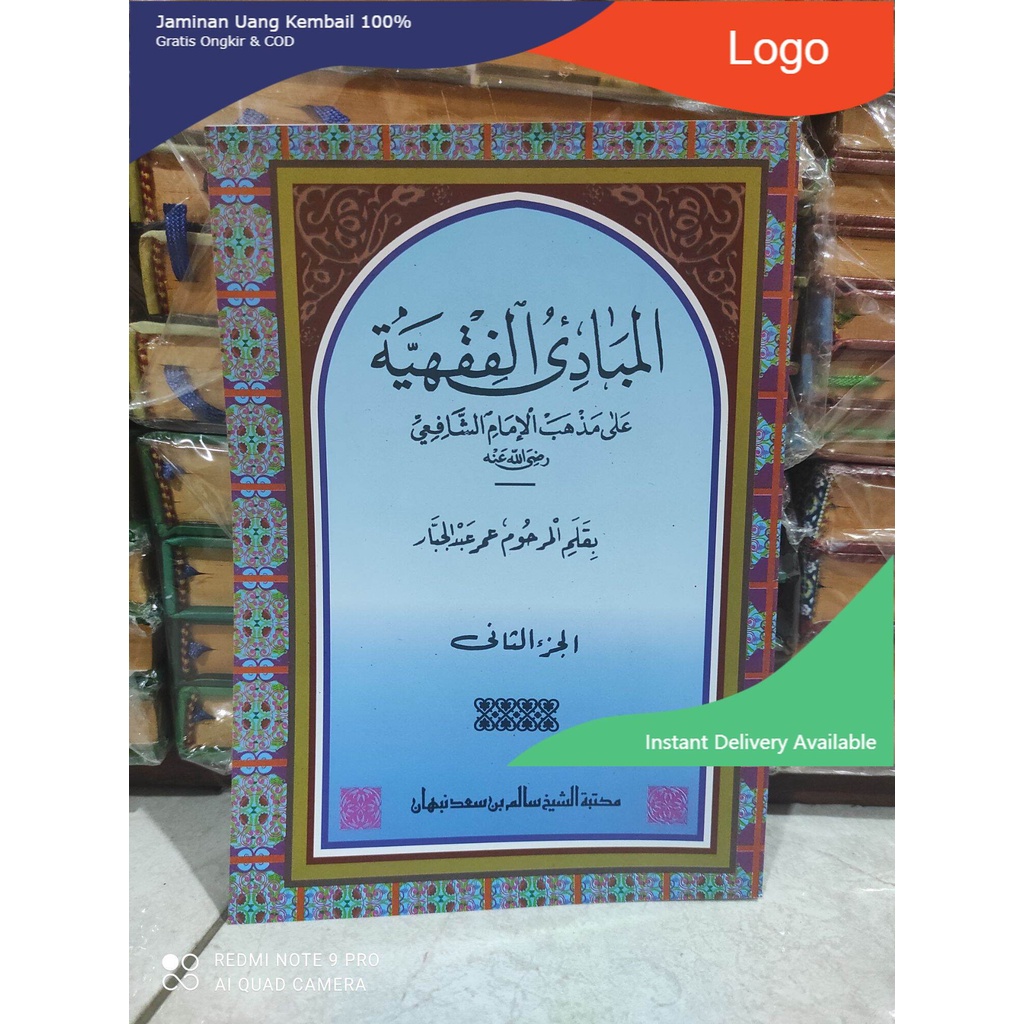 Jaminan Uang Kembail 100%
Gratis Ongkir & COD
Logo
المبادئ الفقهية
على مذهب الإمام الشافعي
رضي الله عنه
بقلم المرحوم عمر عبد الجبار
الجزء الثانى
مكتبة الشيخ سالم بن سعد نبهان
Instant Delivery Available
REDMI NOTE 9 PRO
AI QUAD CAMERA